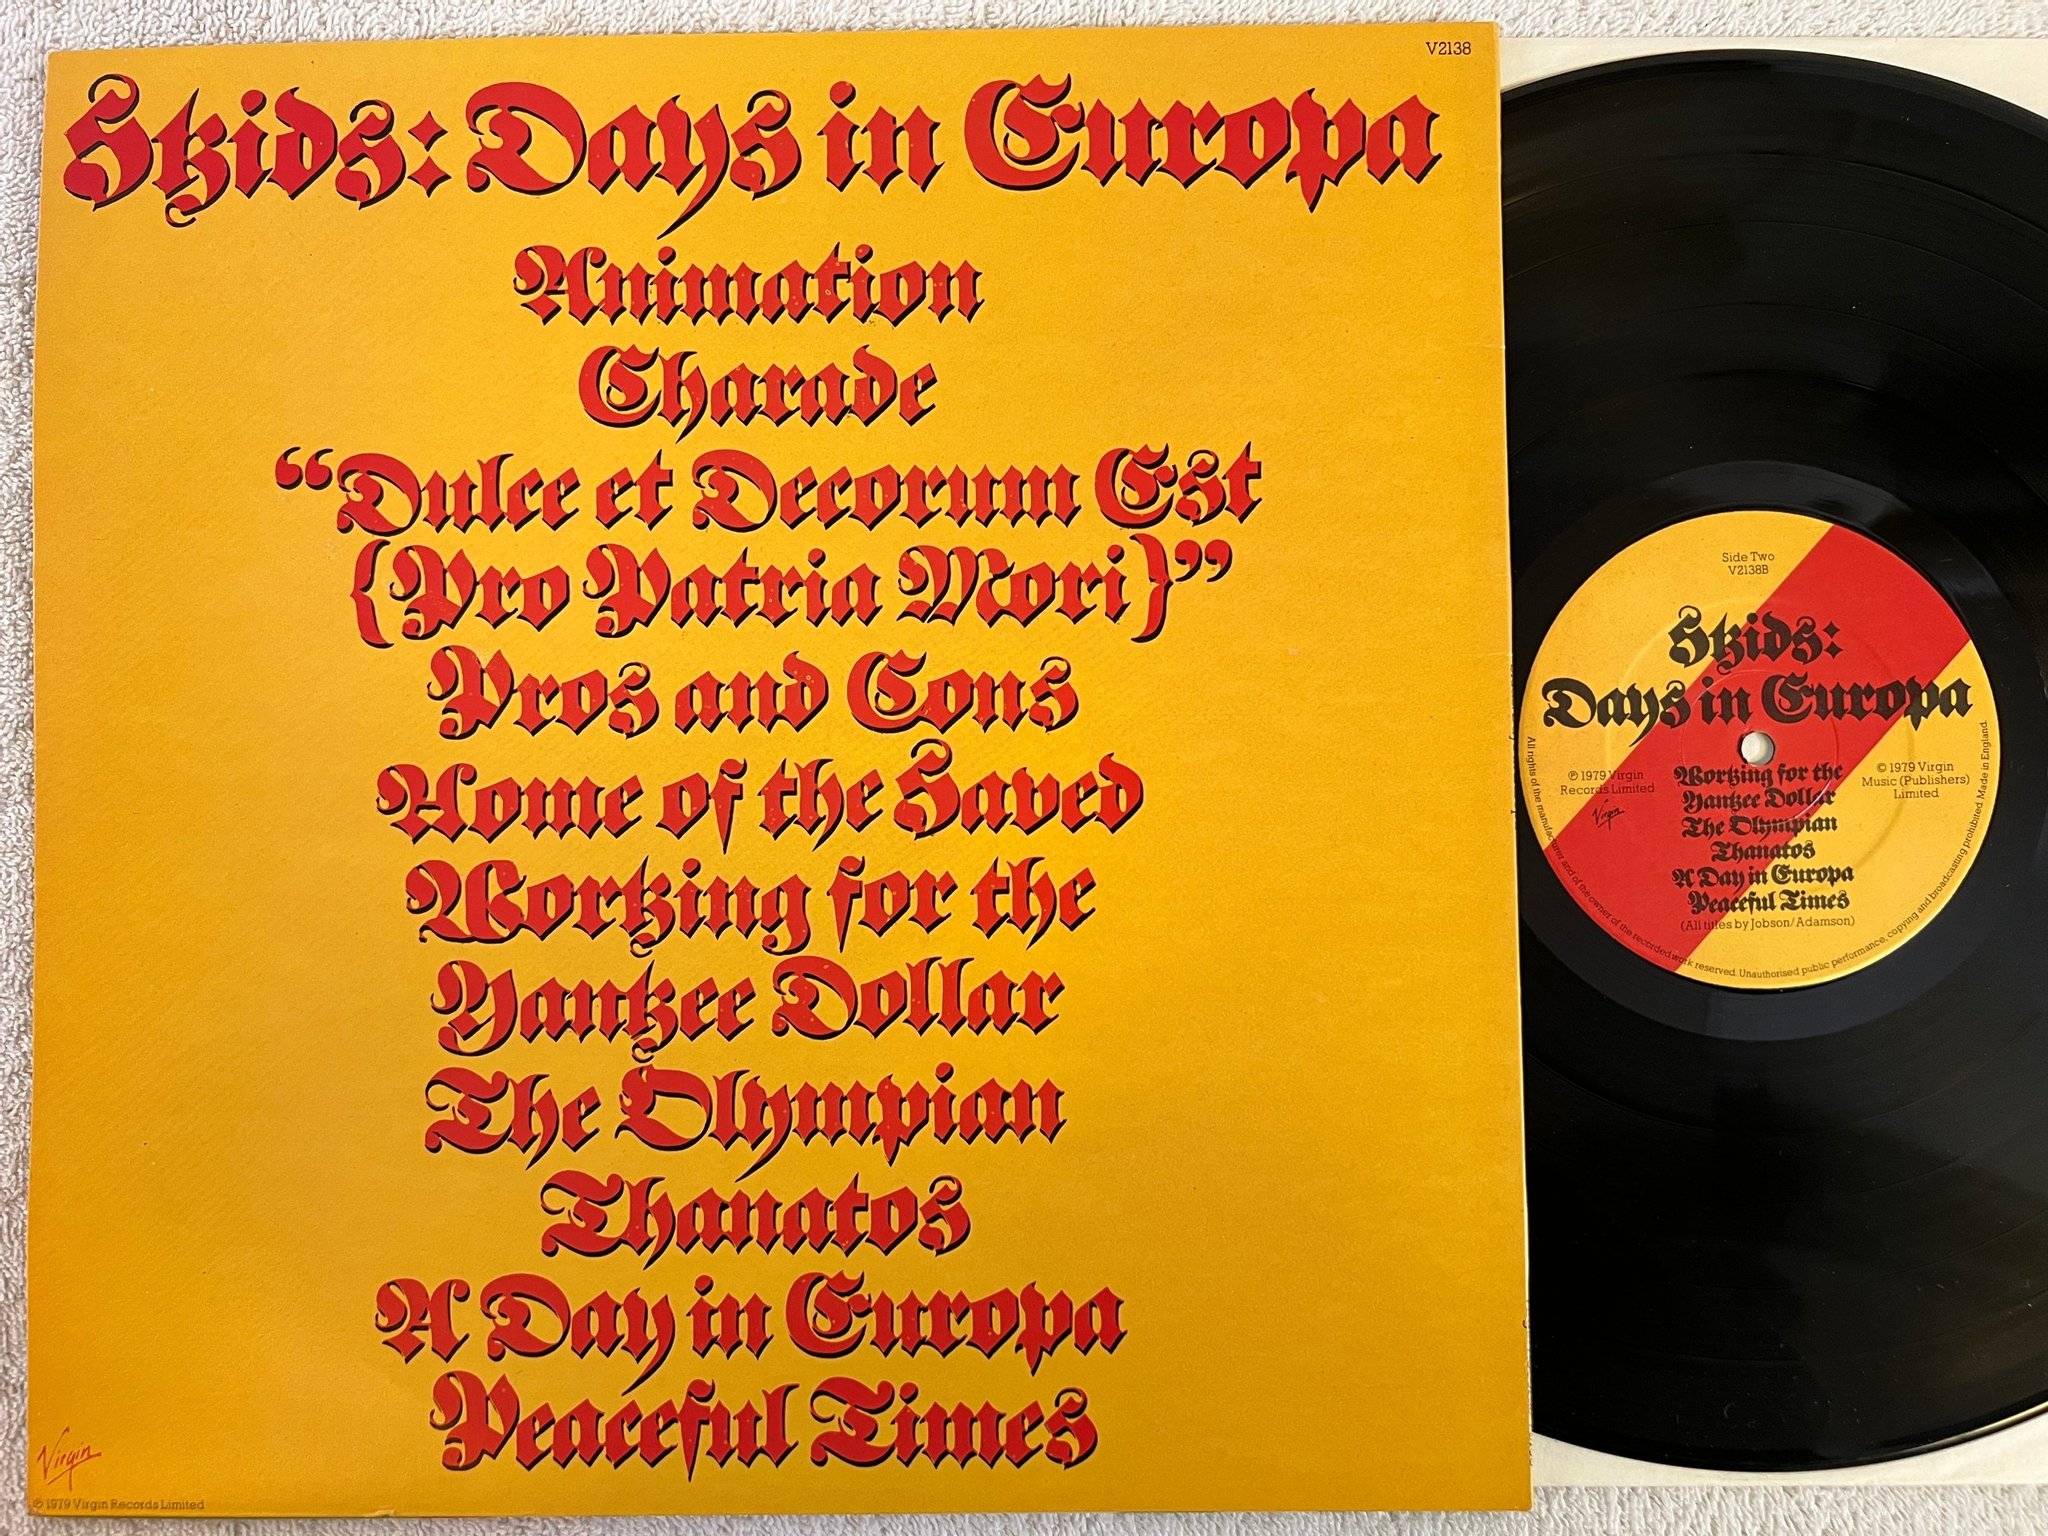 V2138
Skids: Days in Europa
Animation
Charade
“Dulce et Decorum Est
(Pro Patria Mori)”
Pros and Cons
Home of the Saved
Working for the
Yankee Dollar
The Olympian
Thanatos
A Day in Europa
Peaceful Times
Virgin
© 1979 Virgin Records Limited
Side Two
V2138B
Skids:
Days in Europa
℗ 1979 Virgin
Records Limited
Virgin
© 1979 Virgin
Music (Publishers)
Limited
Working for the
Yankee Dollar
The Olympian
Thanatos
A Day in Europa
Peaceful Times
(All titles by Jobson/Adamson)
All rights of the manufacturer and of the owner of the recorded work reserved. Unauthorised public performance, copying and broadcasting prohibited. Made in England.